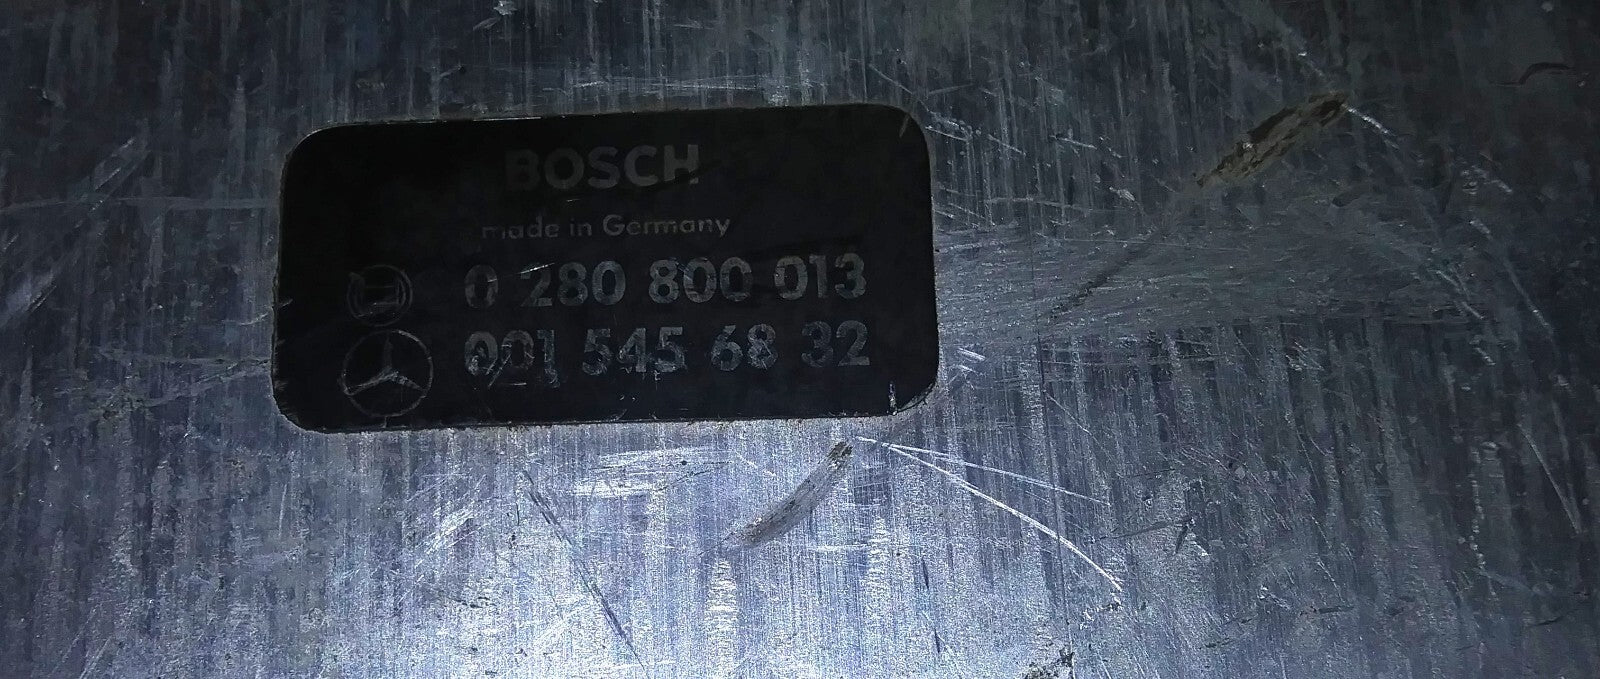 BOSCH
made in Germany
0 280 800 013
001 545 68 32